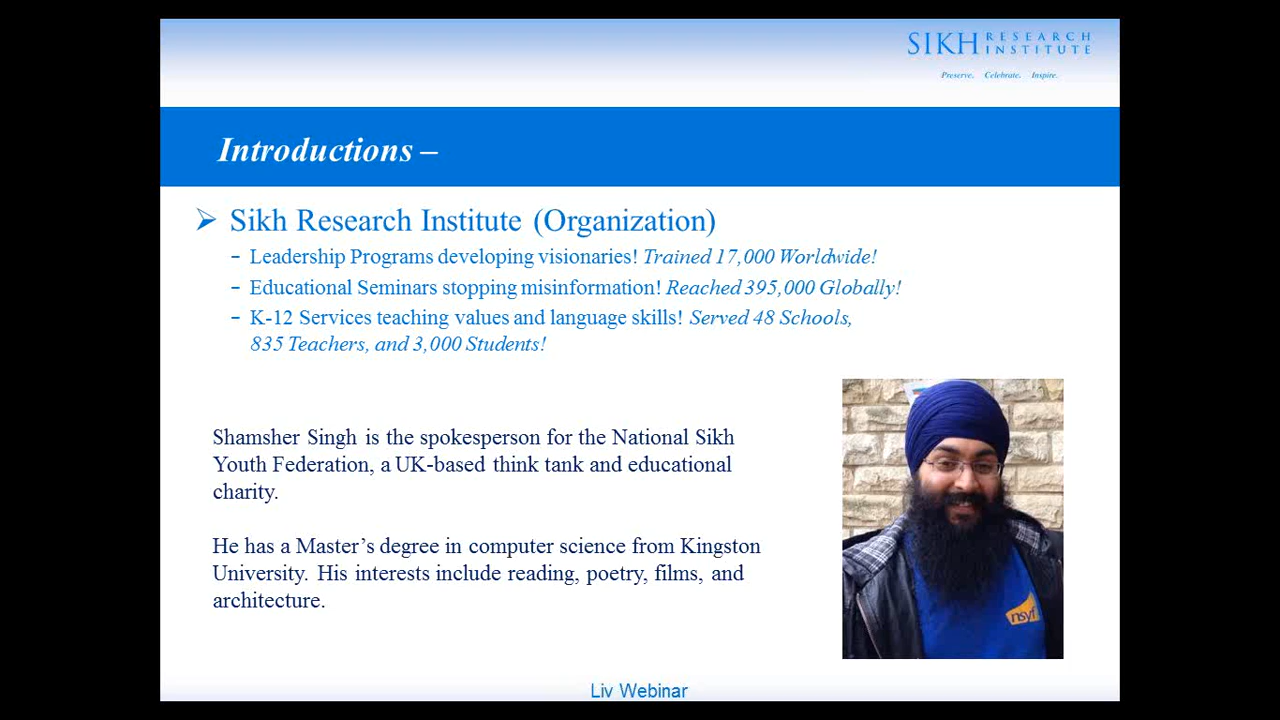 SIKH RESEARCH INSTITUTE
Preserve. Celebrate. Inspire.
Introductions –
➢ Sikh Research Institute (Organization)
– Leadership Programs developing visionaries! Trained 17,000 Worldwide!
– Educational Seminars stopping misinformation! Reached 395,000 Globally!
– K-12 Services teaching values and language skills! Served 48 Schools,
835 Teachers, and 3,000 Students!
Shamsher Singh is the spokesperson for the National Sikh
Youth Federation, a UK-based think tank and educational
charity.
He has a Master’s degree in computer science from Kingston
University. His interests include reading, poetry, films, and
architecture.
nsyf
Liv Webinar